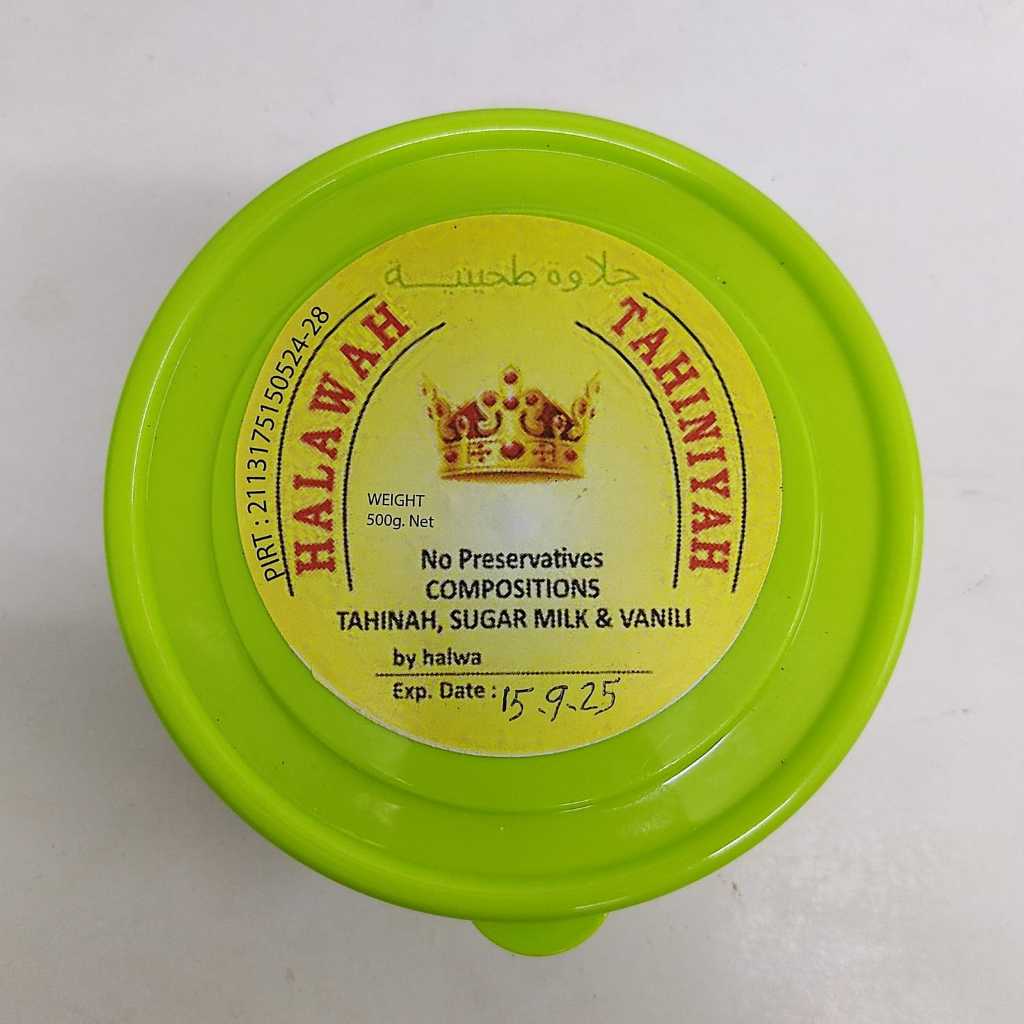 حلاوة طحينية
HALAWAH TAHINIYAH
PIRT : 2113175150524-28
WEIGHT
500g. Net
No Preservatives
COMPOSITIONS
TAHINAH, SUGAR MILK & VANILI
by halwa
Exp. Date : 15.9.25